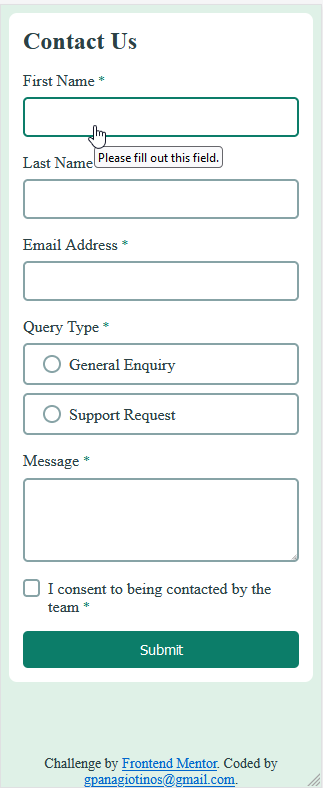 Contact Us
First Name *
Please fill out this field.
Last Name
Email Address *
Query Type *
General Enquiry
Support Request
Message *
I consent to being contacted by the
team *
Submit
Challenge by Frontend Mentor. Coded by
gpanagiotinos@gmail.com.